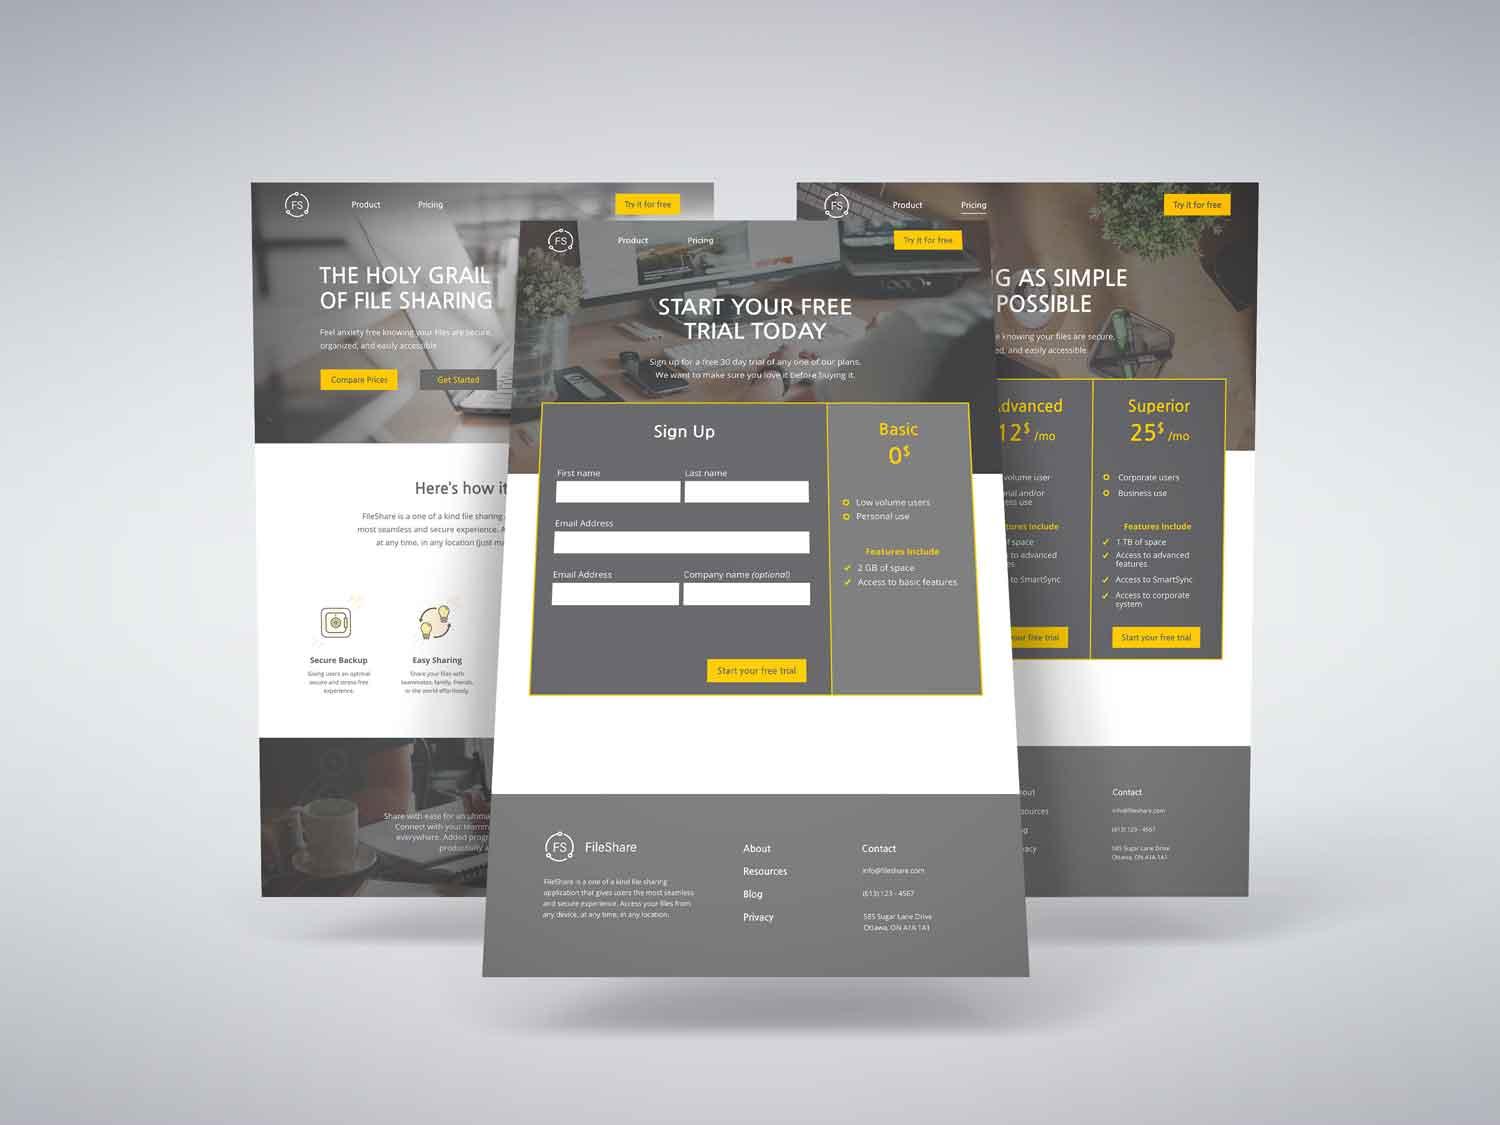 FS
Product
Pricing
Try it for free
THE HOLY GRAIL
OF FILE SHARING
Feel anxiety free knowing your files are secure,
organized, and easily accessible
Compare Prices
Get Started
Here's how it
FileShare is a one of a kind file sharing
most seamless and secure experience. A
at any time, in any location (just
Secure Backup
Giving users an optimal
secure and stress free
experience.
Easy Sharing
Share your files with
teammates, family, friends,
or the world effortlessly.
Share with ease for an
Connect with your
everywhere. Added
productivity
FS
Product
Pricing
Try it for free
START YOUR FREE
TRIAL TODAY
Sign up for a free 30 day trial of any one of our plans.
We want to make sure you love it before buying it.
Sign Up
First name
Last name
Email Address
Email Address
Company name (optional)
Start your free trial
Basic
0$
Low volume users
Personal use
Features Include
2 GB of space
Access to basic features
FS
FileShare
FileShare is a one of a kind file sharing
application that gives users the most seamless
and secure experience. Access your files from
any device, at any time, in any location.
About
Resources
Blog
Privacy
Contact
info@fileshare.com
(613) 123 - 4567
585 Sugar Lane Drive
Ottawa, ON A1A 1A1
FS
Product
Pricing
Try it for free
G AS SIMPLE
POSSIBLE
e knowing your files are secure,
ed, and easily accessible
dvanced
12$ /mo
volume user
nal and/or
ess use
tures Include
f space
s to advanced
es
s to SmartSync
your free trial
Superior
25$ /mo
Corporate users
Business use
Features Include
1 TB of space
Access to advanced
features
Access to SmartSync
Access to corporate
system
Start your free trial
out
sources
og
vacy
Contact
info@fileshare.com
(613) 123 - 4567
585 Sugar Lane Drive
Ottawa, ON A1A 1A1